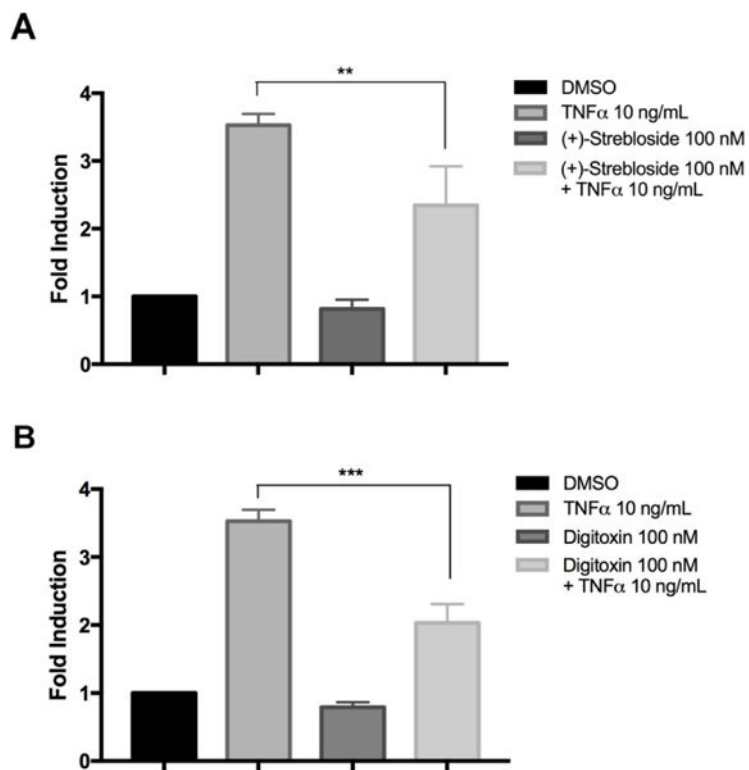 A
**
4
3
2
1
0
Fold Induction
DMSO
TNFα 10 ng/mL
(+)-Strebloside 100 nM
(+)-Strebloside 100 nM
+ TNFα 10 ng/mL
B
***
4
3
2
1
0
Fold Induction
DMSO
TNFα 10 ng/mL
Digitoxin 100 nM
Digitoxin 100 nM
+ TNFα 10 ng/mL